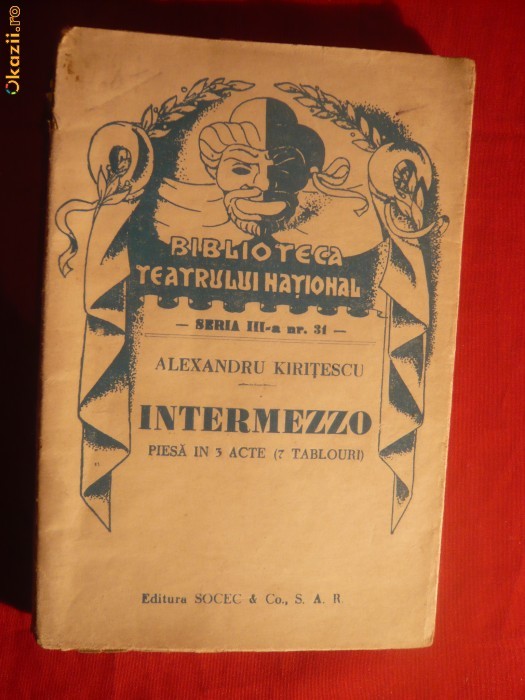 Okazii.ro
BIBLIOTECA
TEATRULUI NAȚIONAL
— SERIA III-a nr. 31 —
ALEXANDRU KIRIȚESCU
INTERMEZZO
PIESĂ IN 3 ACTE (7 TABLOURI)
Editura SOCEC & Co., S. A. R.